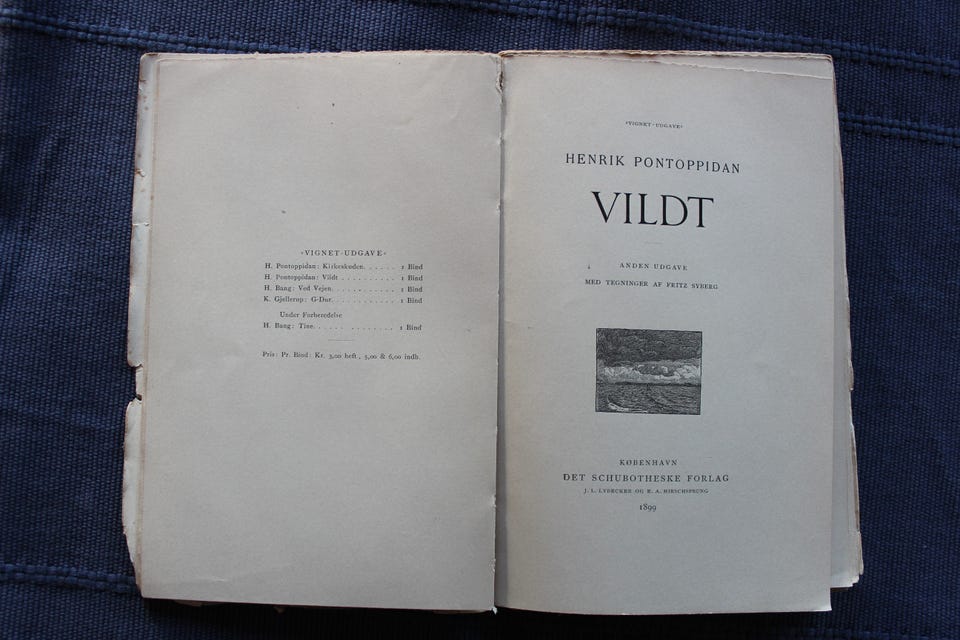 »VIGNET-UDGAVE«
H. Pontoppidan: Kirkeskuden. . . . . . 1 Bind
H. Pontoppidan: Vildt . . . . . . . . . . 1 Bind
H. Bang: Ved Vejen. . . . . . . . . . . . 1 Bind
K. Gjellerup: G-Dur. . . . . . . . . . . . 1 Bind
Under Forberedelse
H. Bang: Tine. . . . . . . . . . . . . . 1 Bind
Pris: Pr. Bind: Kr. 3,00 heft, 5,00 & 6,00 indb.
»VIGNET-UDGAVE«
HENRIK PONTOPPIDAN
VILDT
ANDEN UDGAVE
MED TEGNINGER AF FRITZ SYBERG
KØBENHAVN
DET SCHUBOTHESKE FORLAG
J. L. LYBECKER OG E. A. HIRSCHSPRUNG
1899